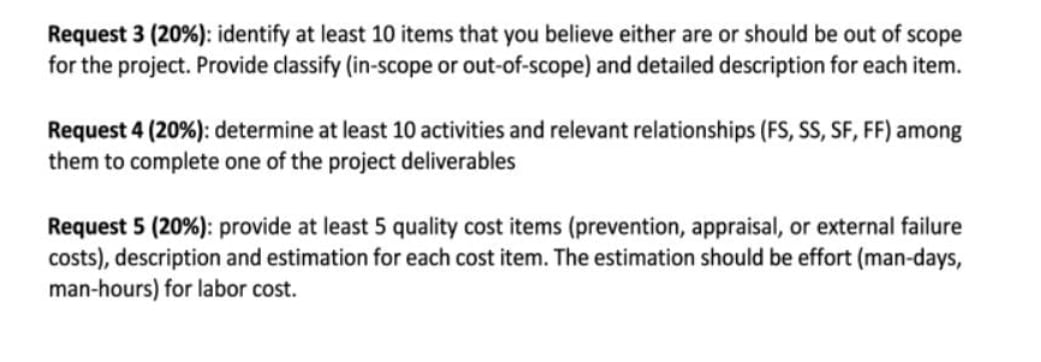 Request 3 (20%): identify at least 10 items that you believe either are or should be out of scope
for the project. Provide classify (in-scope or out-of-scope) and detailed description for each item.
Request 4 (20%): determine at least 10 activities and relevant relationships (FS, SS, SF, FF) among
them to complete one of the project deliverables
Request 5 (20%): provide at least 5 quality cost items (prevention, appraisal, or external failure
costs), description and estimation for each cost item. The estimation should be effort (man-days,
man-hours) for labor cost.